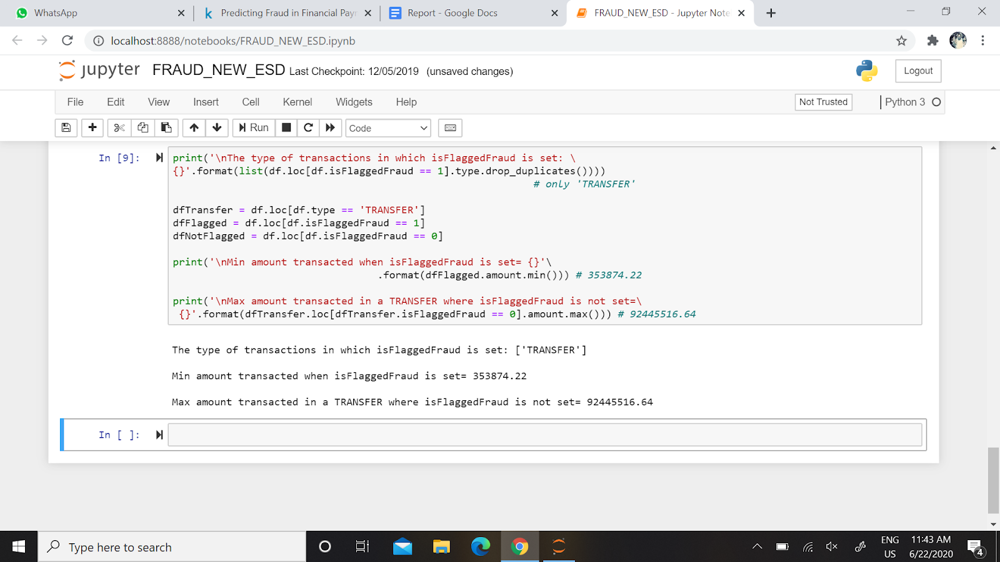 WhatsApp
Predicting Fraud in Financial Payr
Report - Google Docs
FRAUD_NEW_ESD - Jupyter Note
localhost:8888/notebooks/FRAUD_NEW_ESD.ipynb
jupyter FRAUD_NEW_ESD Last Checkpoint: 12/05/2019 (unsaved changes)
Logout
File Edit View Insert Cell Kernel Widgets Help
Not Trusted
Python 3
Run
Code
In [9]:
print('\nThe type of transactions in which isFlaggedFraud is set: \
{}'.format(list(df.loc[df.isFlaggedFraud == 1].type.drop_duplicates())))
# only 'TRANSFER'
dfTransfer = df.loc[df.type == 'TRANSFER']
dfFlagged = df.loc[df.isFlaggedFraud == 1]
dfNotFlagged = df.loc[df.isFlaggedFraud == 0]
print('\nMin amount transacted when isFlaggedFraud is set= {}'\
.format(dfFlagged.amount.min())) # 353874.22
print('\nMax amount transacted in a TRANSFER where isFlaggedFraud is not set=\
{}'.format(dfTransfer.loc[dfTransfer.isFlaggedFraud == 0].amount.max())) # 92445516.64
The type of transactions in which isFlaggedFraud is set: ['TRANSFER']
Min amount transacted when isFlaggedFraud is set= 353874.22
Max amount transacted in a TRANSFER where isFlaggedFraud is not set= 92445516.64
In [ ]:
Type here to search
ENG
US
11:43 AM
6/22/2020
4